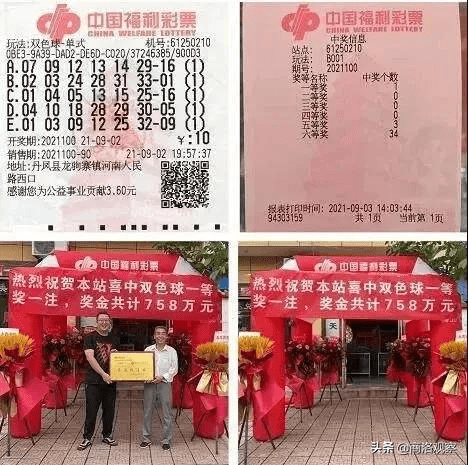 中国福利彩票
CHINA WELFARE LOTTERY
玩法:双色球-单式 机号:61250210
0BE3-9A39-DAD2-DE6D-C020/37246385/900D3
A.07 09 12 13 14 29-16 (1)
B.02 03 24 28 31 33-06 (1)
C.01 04 05 13 15 25-16 (1)
D.04 10 18 28 29 30-05 (1)
E.01 03 09 12 25 32-09 (1)
开奖期:2021100 21-09-02 ¥:10
销售期:2021100-90 21-09-02 19:57:37
丹凤县龙驹寨镇河南人民
路西口
感谢您为公益事业贡献3.60元
中国福利彩票
CHINA WELFARE LOTTERY
中奖信息
站点: 61250210
玩法: B001
期号: 2021100
奖等名称 中奖个数
一等奖 1
二等奖 0
三等奖 0
四等奖 0
五等奖 3
六等奖 34
报表打印时间:2021-09-03 14:03:44
94303159 共 1页 当前第 1页
中国福利彩票
热烈祝贺本站喜中双色球一等
奖一注,奖金共计758万元
中国福利彩票
热烈祝贺本站喜中双色球一等
奖一注,奖金共计758万元
天
头条 @商洛观察